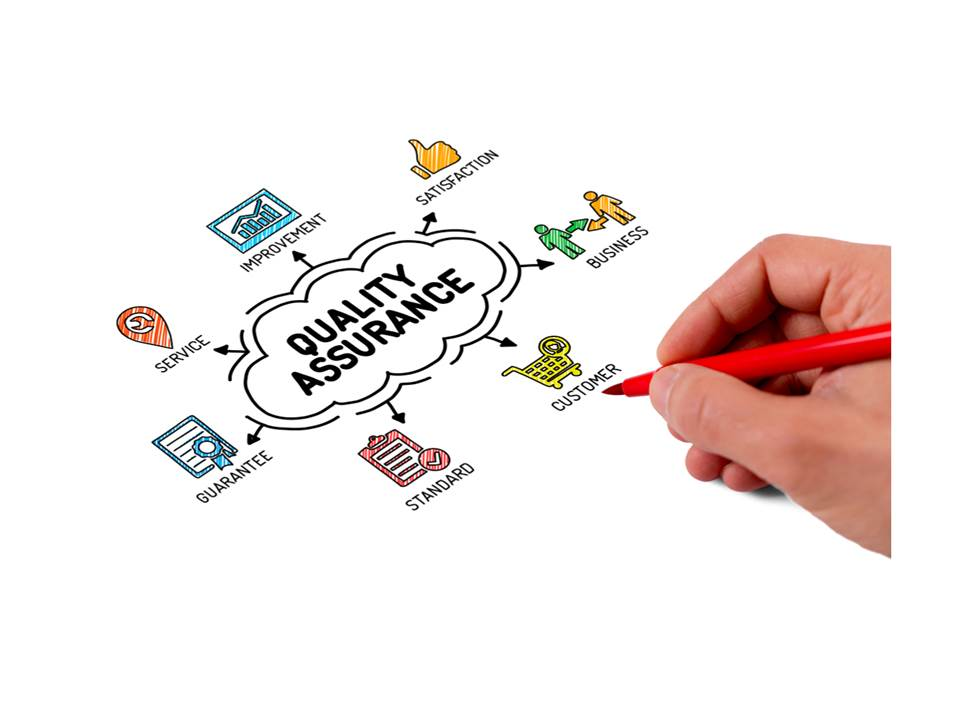 SATISFACTION
IMPROVEMENT
BUSINESS
QUALITY
ASSURANCE
SERVICE
CUSTOMER
GUARANTEE
STANDARD